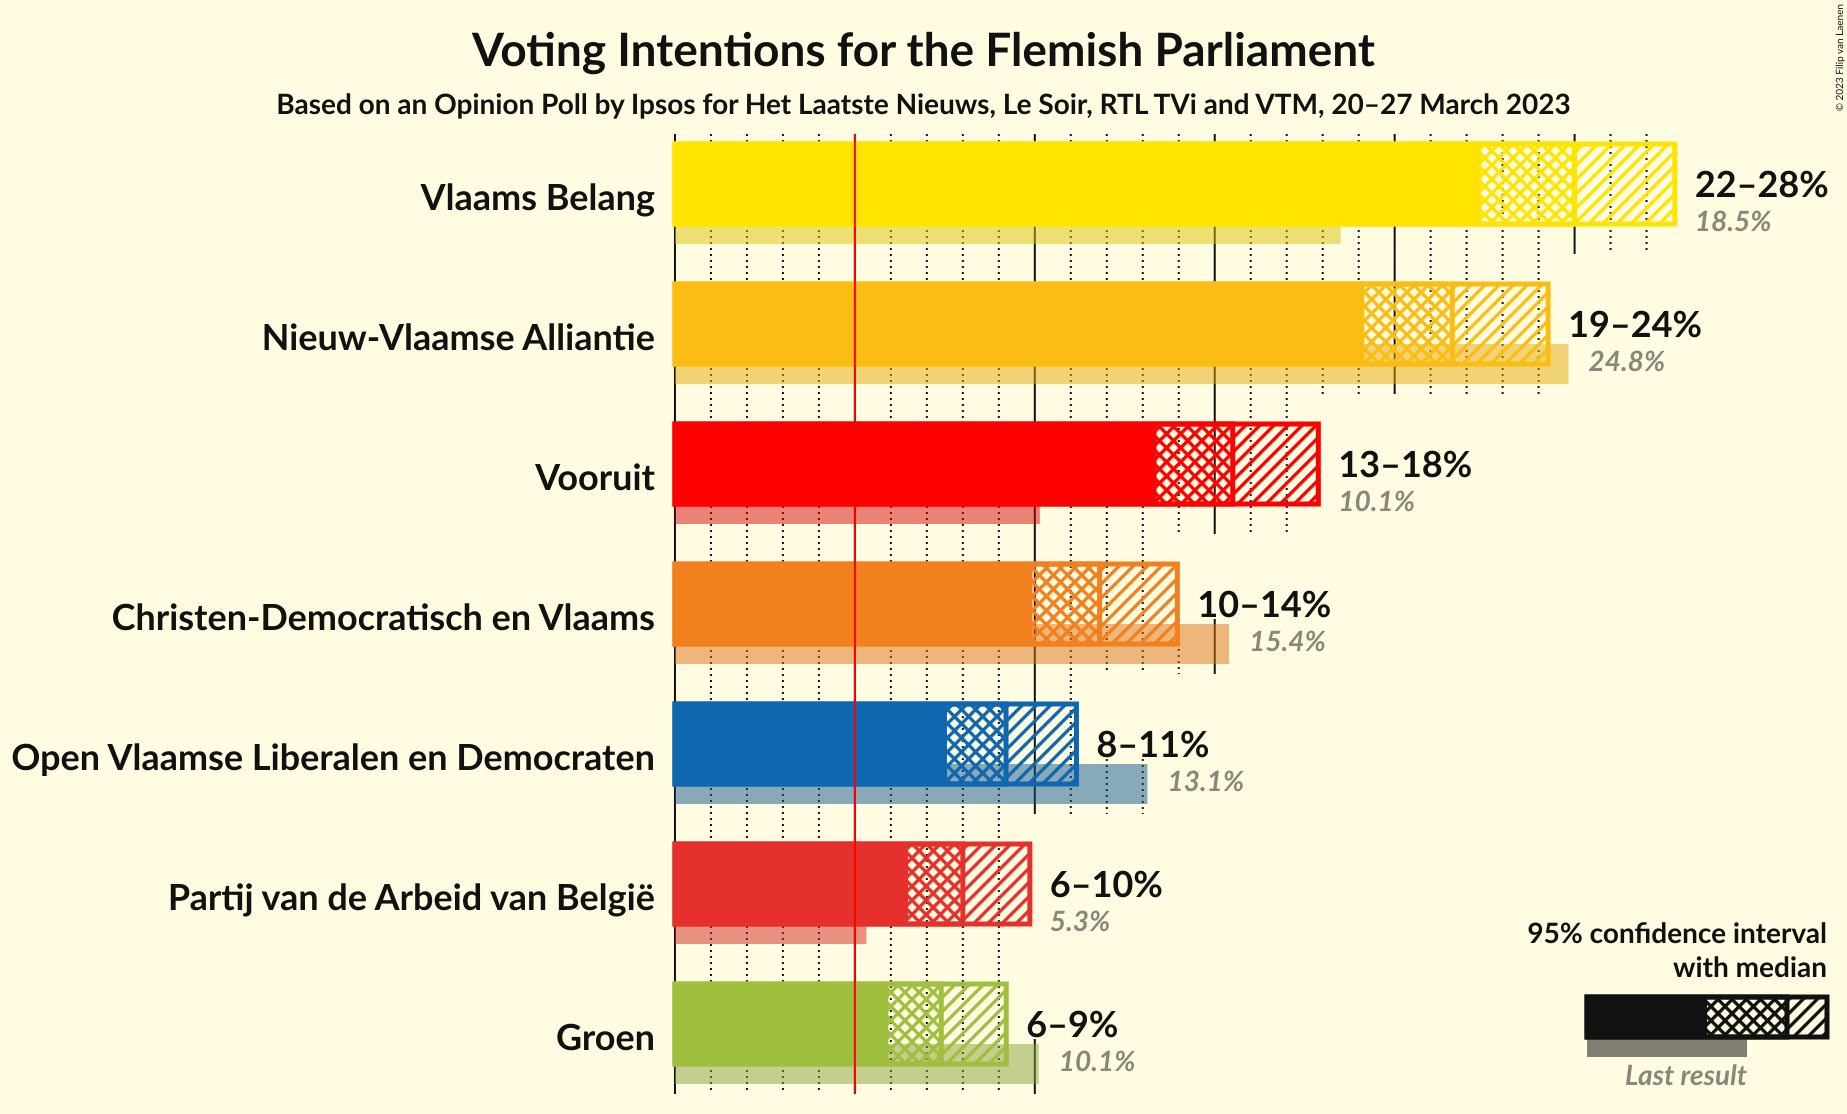 Voting Intentions for the Flemish Parliament
Based on an Opinion Poll by Ipsos for Het Laatste Nieuws, Le Soir, RTL TVi and VTM, 20–27 March 2023
© 2023 Filip van Laenen
Vlaams Belang
22–28%
18.5%
Nieuw-Vlaamse Alliantie
19–24%
24.8%
Vooruit
13–18%
10.1%
Christen-Democratisch en Vlaams
10–14%
15.4%
Open Vlaamse Liberalen en Democraten
8–11%
13.1%
Partij van de Arbeid van België
6–10%
5.3%
Groen
6–9%
10.1%
95% confidence interval
with median
Last result